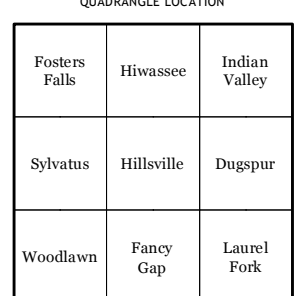 QUADRANGLE LOCATION
Fosters
Falls
Hiwassee
Indian
Valley
Sylvatus
Hillsville
Dugspur
Woodlawn
Fancy
Gap
Laurel
Fork